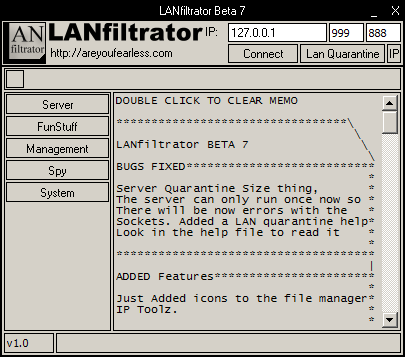 LANfiltrator Beta 7 _ X
AN
filtrator
LANfiltrator
http://areyoufearless.com/
IP: 127.0.0.1 999 888
Connect Lan Quarantine IP
Server
FunStuff
Management
Spy
System
DOUBLE CLICK TO CLEAR MEMO
*********************************\
\
LANfiltrator BETA 7 \
\
BUGS FIXED***************************
*
Server Quarantine Size thing, *
The server can only run once now so *
There will be now errors with the *
Sockets. Added a LAN quarantine help*
Look in the help file to read it *
*
*************************************
|
ADDED Features***********************
*
Just Added icons to the file manager*
IP Toolz. *
*
v1.0